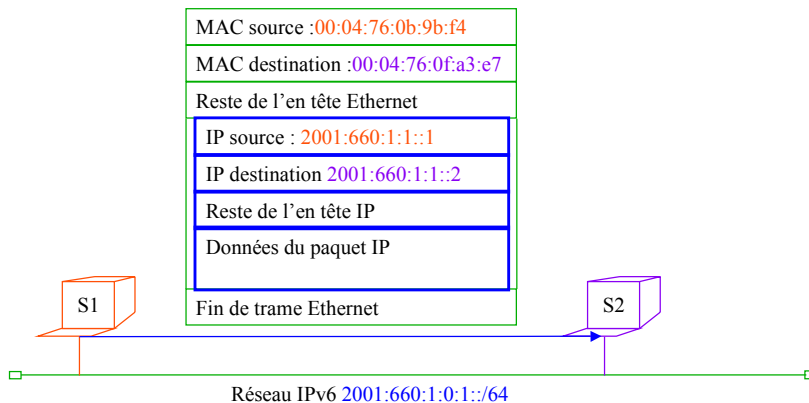 MAC source :00:04:76:0b:9b:f4
MAC destination :00:04:76:0f:a3:e7
Reste de l’en tête Ethernet
IP source : 2001:660:1:1::1
IP destination 2001:660:1:1::2
Reste de l’en tête IP
Données du paquet IP
Fin de trame Ethernet
S1
S2
Réseau IPv6 2001:660:1:0:1::/64